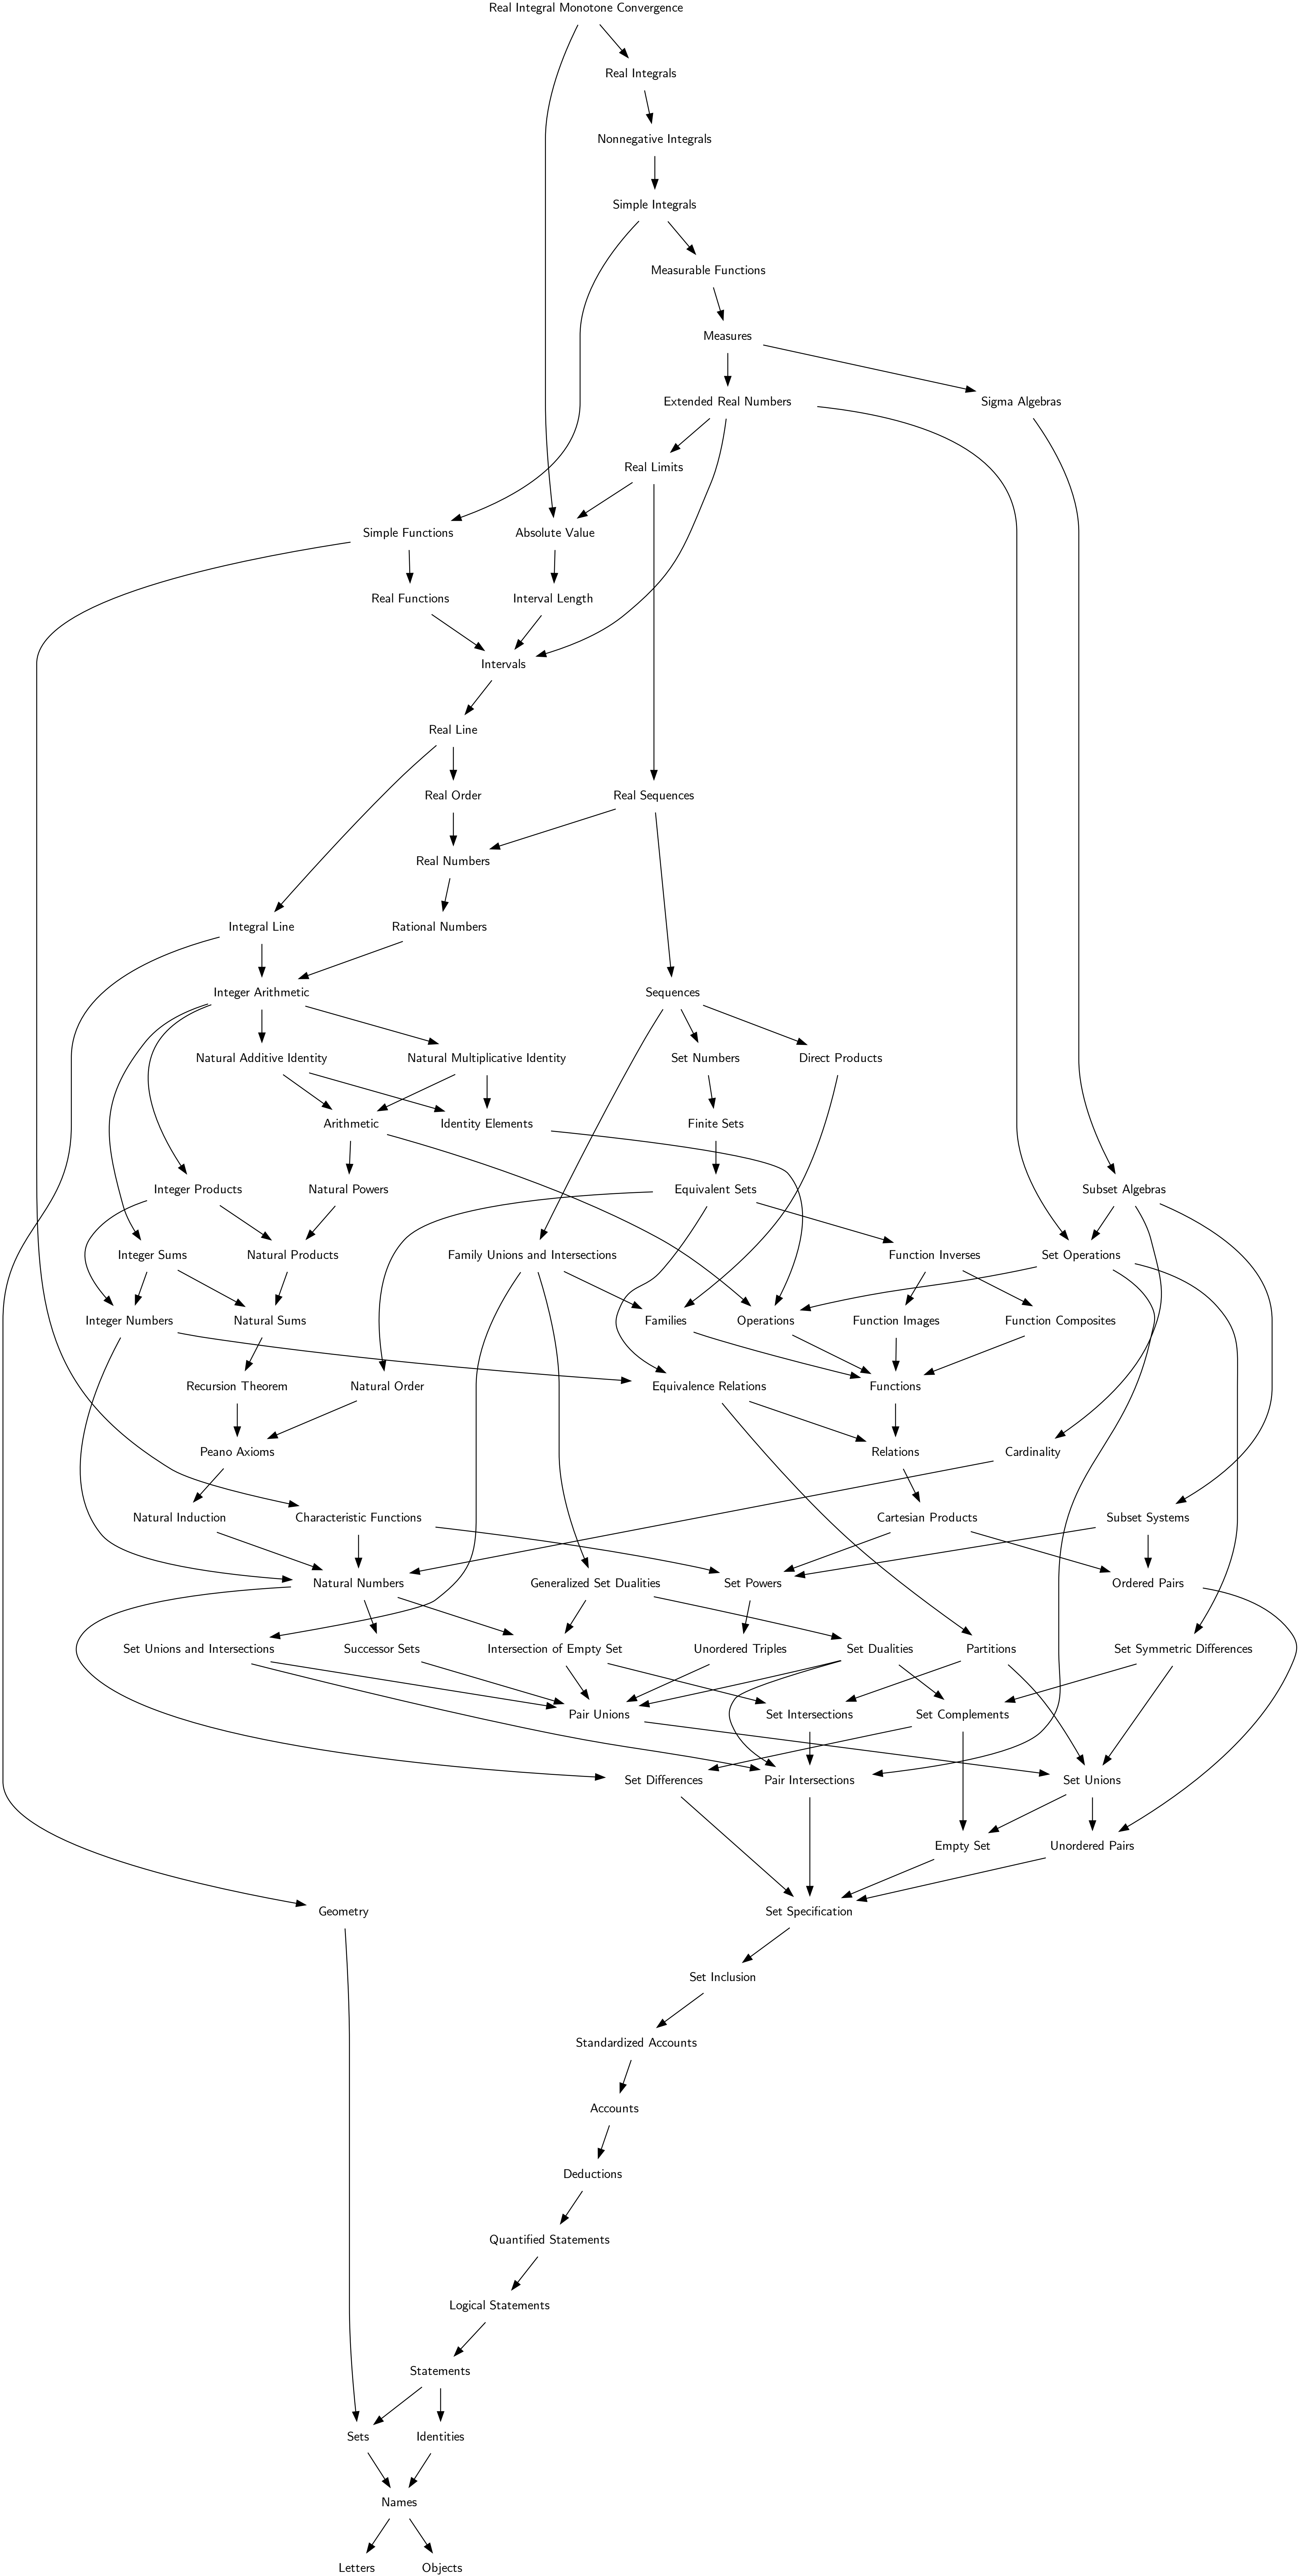 Real Integral Monotone Convergence
Real Integrals
Nonnegative Integrals
Simple Integrals
Measurable Functions
Measures
Extended Real Numbers
Sigma Algebras
Real Limits
Simple Functions
Absolute Value
Real Functions
Interval Length
Intervals
Real Line
Real Order
Real Sequences
Real Numbers
Integral Line
Rational Numbers
Integer Arithmetic
Sequences
Natural Additive Identity
Natural Multiplicative Identity
Set Numbers
Direct Products
Arithmetic
Identity Elements
Finite Sets
Integer Products
Natural Powers
Equivalent Sets
Subset Algebras
Integer Sums
Natural Products
Family Unions and Intersections
Function Inverses
Set Operations
Integer Numbers
Natural Sums
Families
Operations
Function Images
Function Composites
Recursion Theorem
Natural Order
Equivalence Relations
Functions
Peano Axioms
Relations
Cardinality
Natural Induction
Characteristic Functions
Cartesian Products
Subset Systems
Natural Numbers
Generalized Set Dualities
Set Powers
Ordered Pairs
Set Unions and Intersections
Successor Sets
Intersection of Empty Set
Unordered Triples
Set Dualities
Partitions
Set Symmetric Differences
Pair Unions
Set Intersections
Set Complements
Set Differences
Pair Intersections
Set Unions
Empty Set
Unordered Pairs
Geometry
Set Specification
Set Inclusion
Standardized Accounts
Accounts
Deductions
Quantified Statements
Logical Statements
Statements
Sets
Identities
Names
Letters
Objects